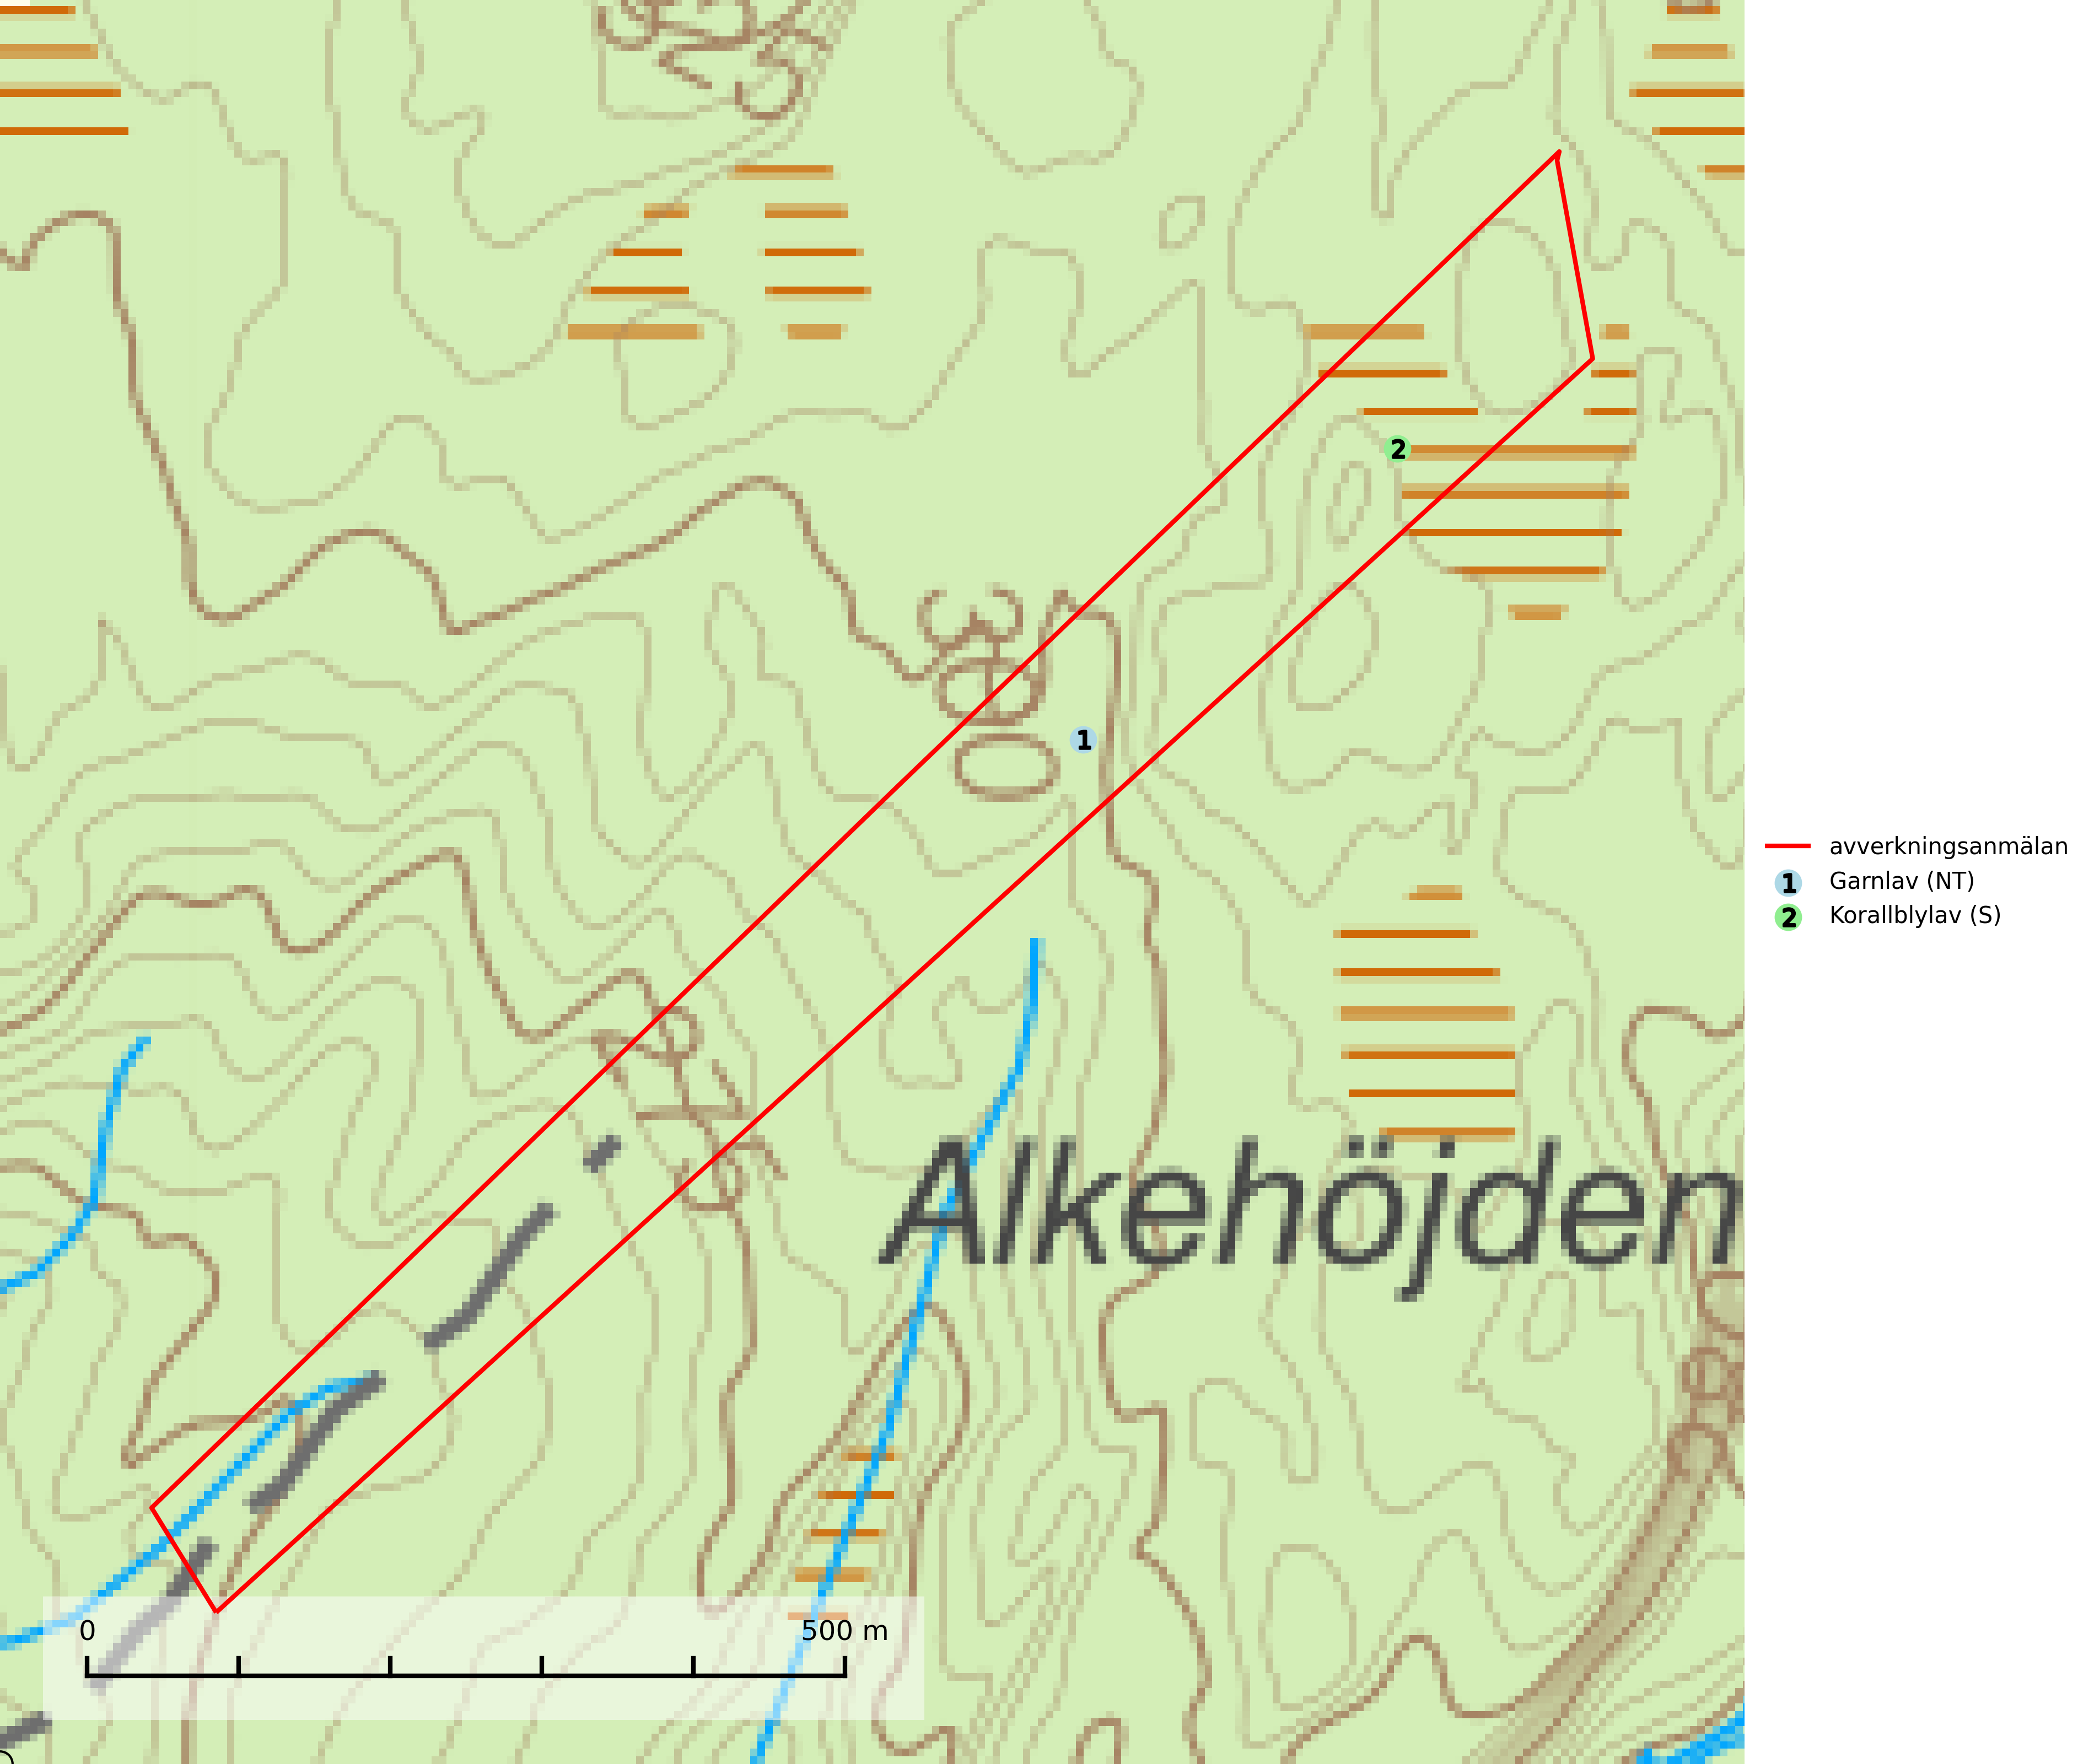 2
1
avverkningsanmälan
1 Garnlav (NT)
2 Korallblylav (S)
Alkehöjden
0 500 m